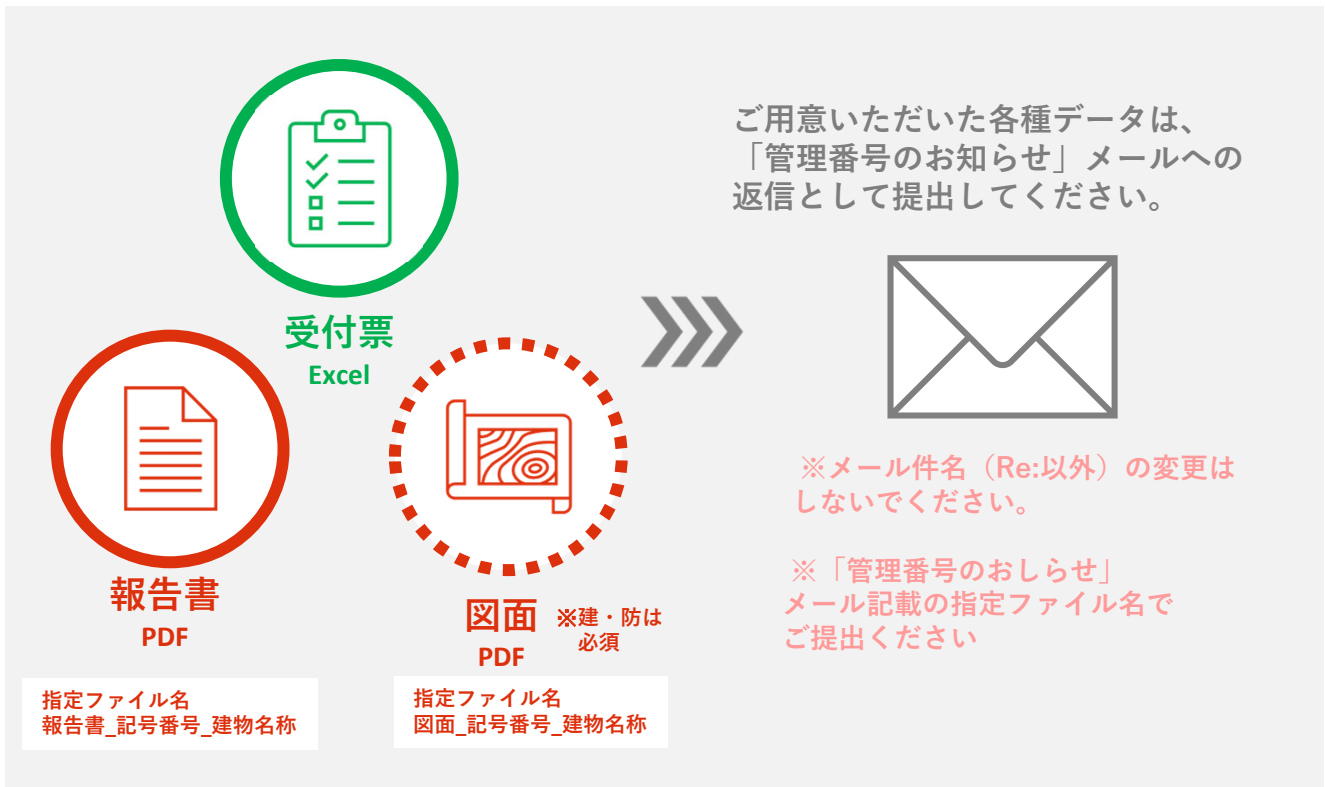 受付票
Excel
報告書
PDF
指定ファイル名
報告書_記号番号_建物名称
図面
※建・防は
必須
PDF
指定ファイル名
図面_記号番号_建物名称
ご用意いただいた各種データは、
「管理番号のお知らせ」メールへの
返信として提出してください。
※メール件名（Re:以外）の変更は
しないでください。
※「管理番号のおしらせ」
メール記載の指定ファイル名で
ご提出ください